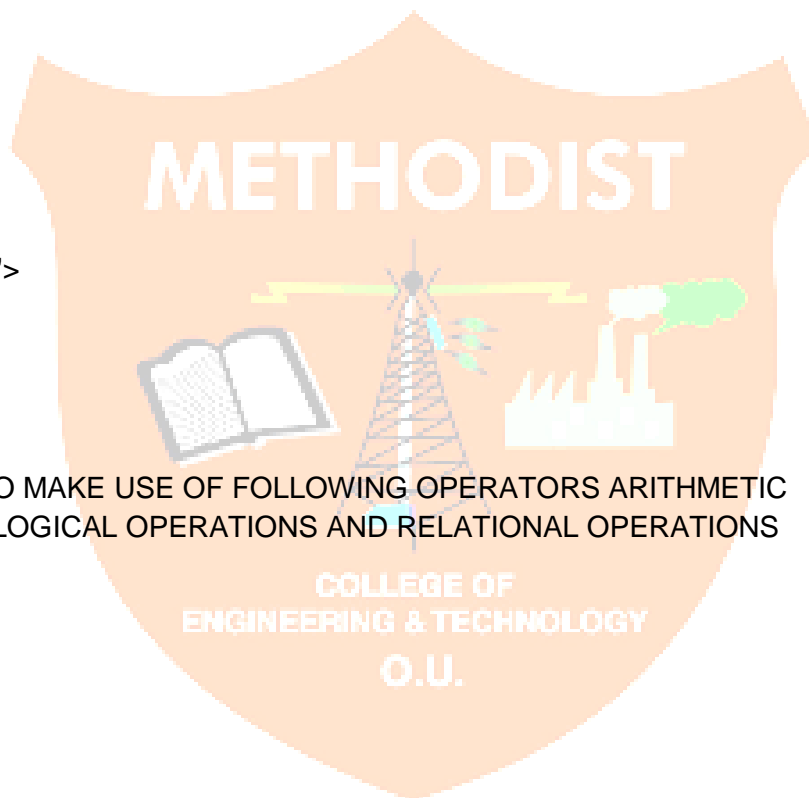 METHODIST
">
O MAKE USE OF FOLLOWING OPERATORS ARITHMETIC
LOGICAL OPERATIONS AND RELATIONAL OPERATIONS
COLLEGE OF
ENGINEERING & TECHNOLOGY
O.U.